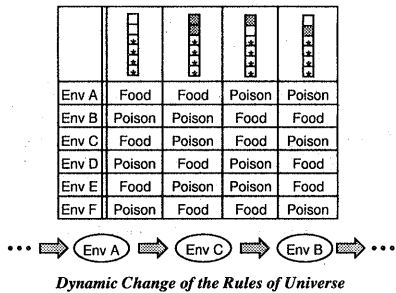 * * * *
* * * *
* * * *
* * * *
Env A Food Food Poison Poison
Env B Poison Poison Food Food
Env C Food Poison Food Poison
Env D Poison Food Poison Food
Env E Food Poison Poison Food
Env F Poison Food Food Poison
••• Env A Env C Env B •••
Dynamic Change of the Rules of Universe